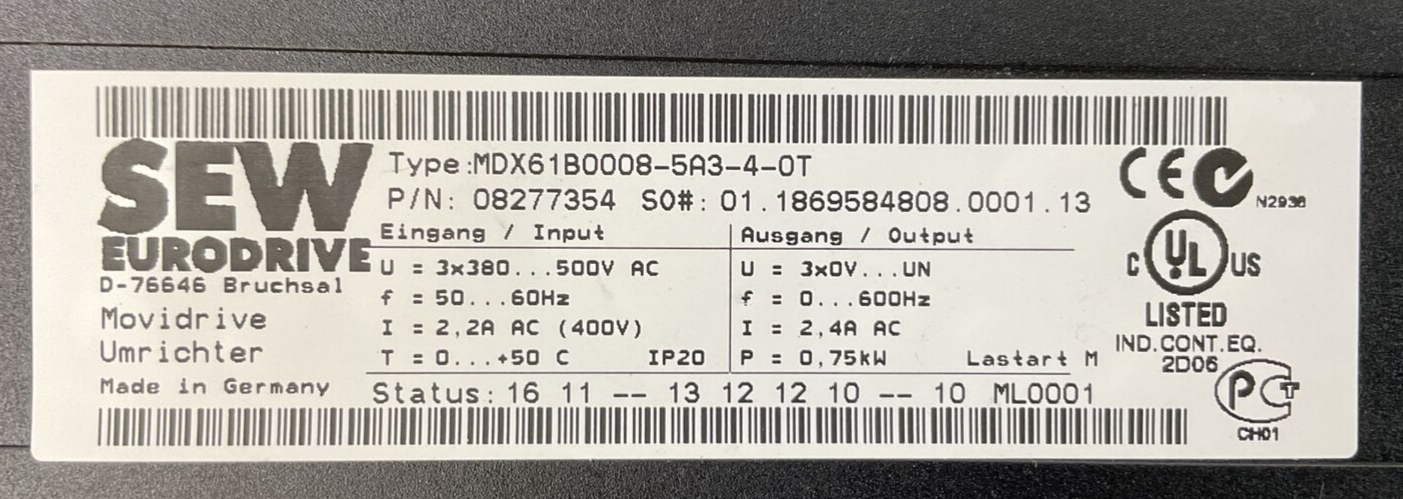 SEW
EURODRIVE
D-76646 Bruchsal
Movidrive
Umrichter
Made in Germany
Type:MDX61B0008-5A3-4-0T
P/N: 08277354 SO#: 01.1869584808.0001.13
Eingang / Input
U = 3x380...500V AC
f = 50...60Hz
I = 2,2A AC (400V)
T = 0...+50 C IP20
Ausgang / Output
U = 3x0V...UN
f = 0...600Hz
I = 2,4A AC
P = 0,75kW Lastart M
Status: 16 11 -- 13 12 12 10 -- 10 ML0001
CE
N2936
C UL US
LISTED
IND.CONT.EQ.
2D06
PCT
CH01